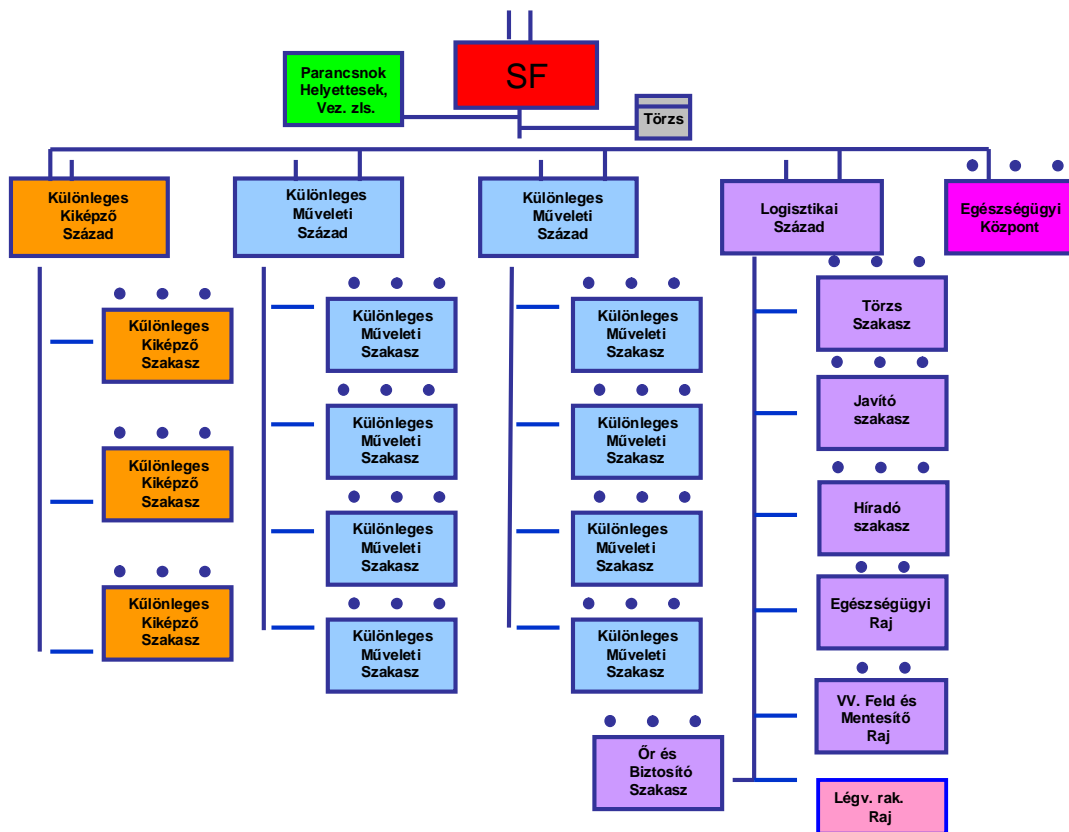 SF
Parancsnok
Helyettesek,
Vez. zls.
Törzs
Különleges
Kiképző
Század
Különleges
Műveleti
Század
Különleges
Műveleti
Század
Logisztikai
Század
Egészségügyi
Központ
Kűlönleges
Kiképző
Szakasz
Kűlönleges
Kiképző
Szakasz
Kűlönleges
Kiképző
Szakasz
Különleges
Műveleti
Szakasz
Különleges
Műveleti
Szakasz
Különleges
Műveleti
Szakasz
Különleges
Műveleti
Szakasz
Különleges
Műveleti
Szakasz
Különleges
Műveleti
Szakasz
Különleges
Műveleti
Szakasz
Különleges
Műveleti
Szakasz
Törzs
Szakasz
Javító
szakasz
Híradó
szakasz
Egészségügyi
Raj
VV. Feld és
Mentesítő
Raj
Őr és
Biztosító
Szakasz
Légv. rak.
Raj